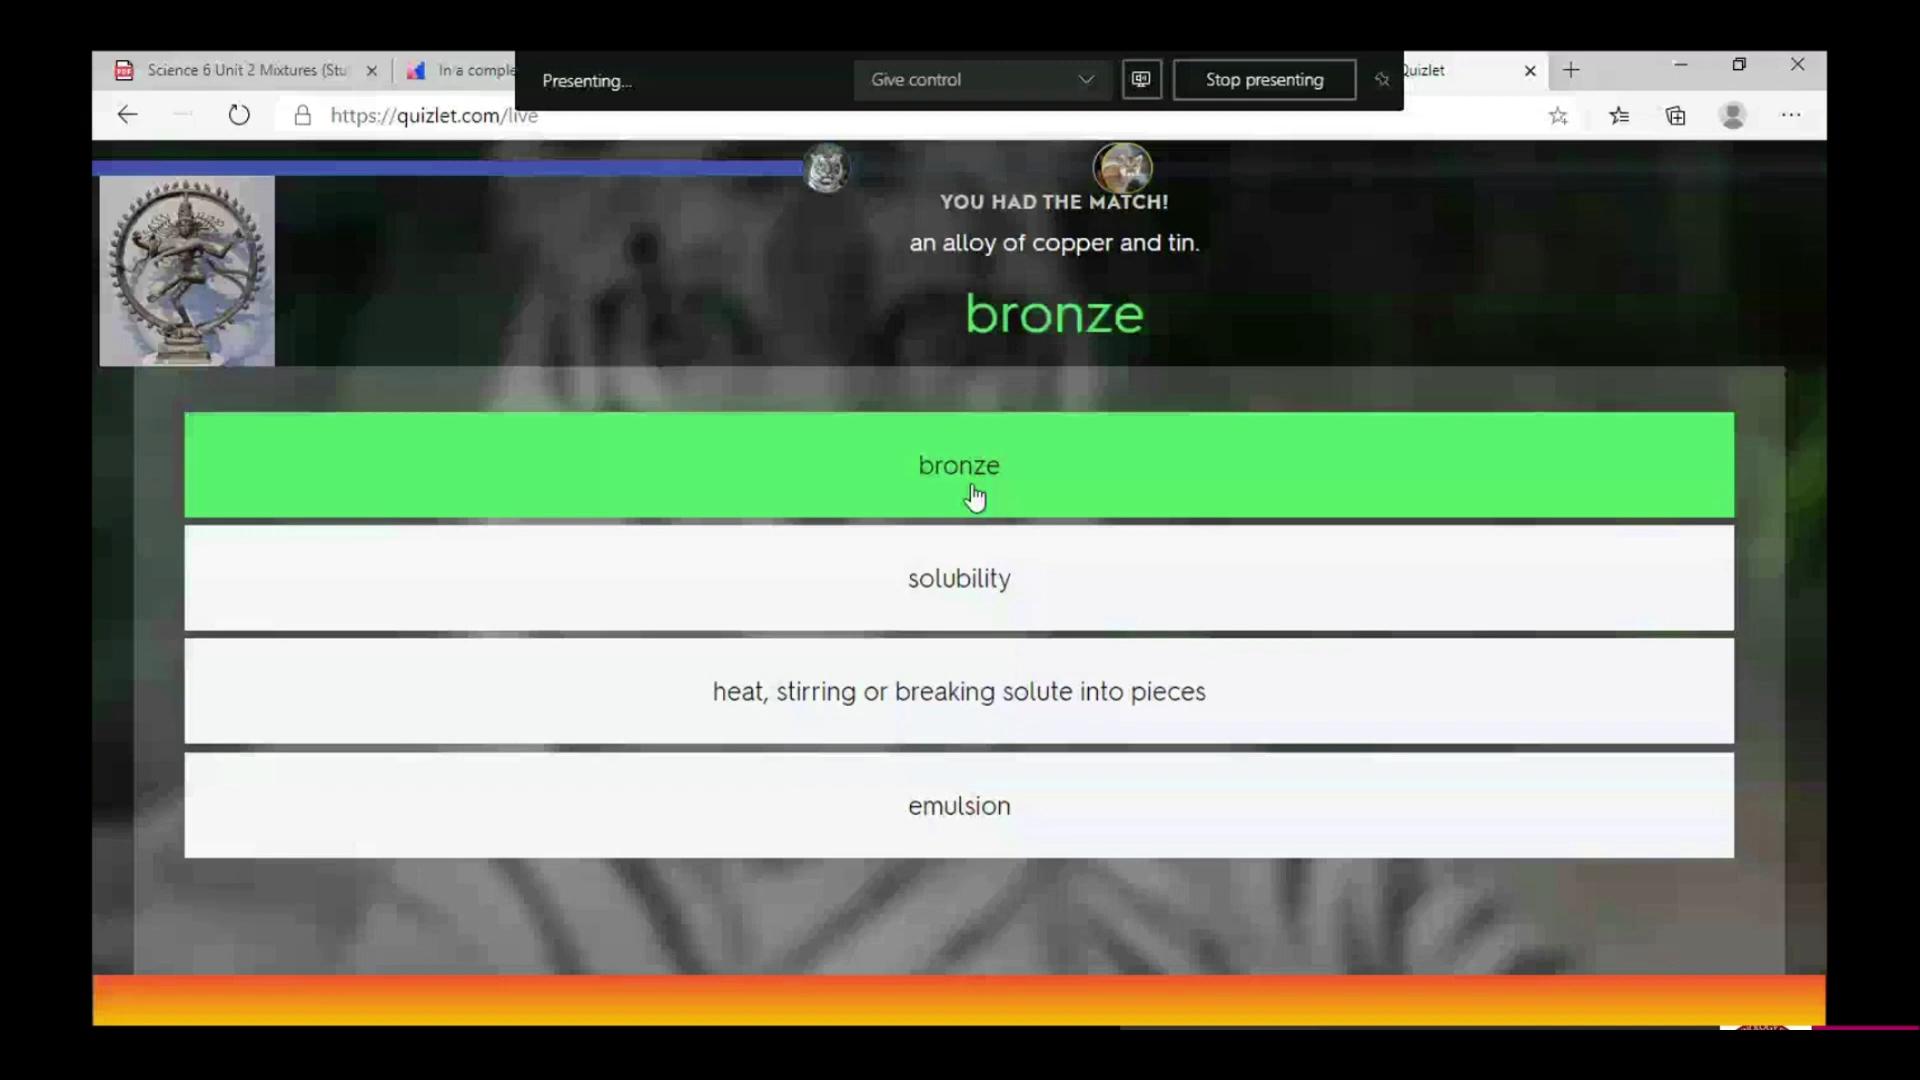 Science 6 Unit 2 Mixtures (Stu
In a comple
Presenting...
Give control
Stop presenting
Quizlet
https://quizlet.com/live
YOU HAD THE MATCH!
an alloy of copper and tin.
bronze
bronze
solubility
heat, stirring or breaking solute into pieces
emulsion